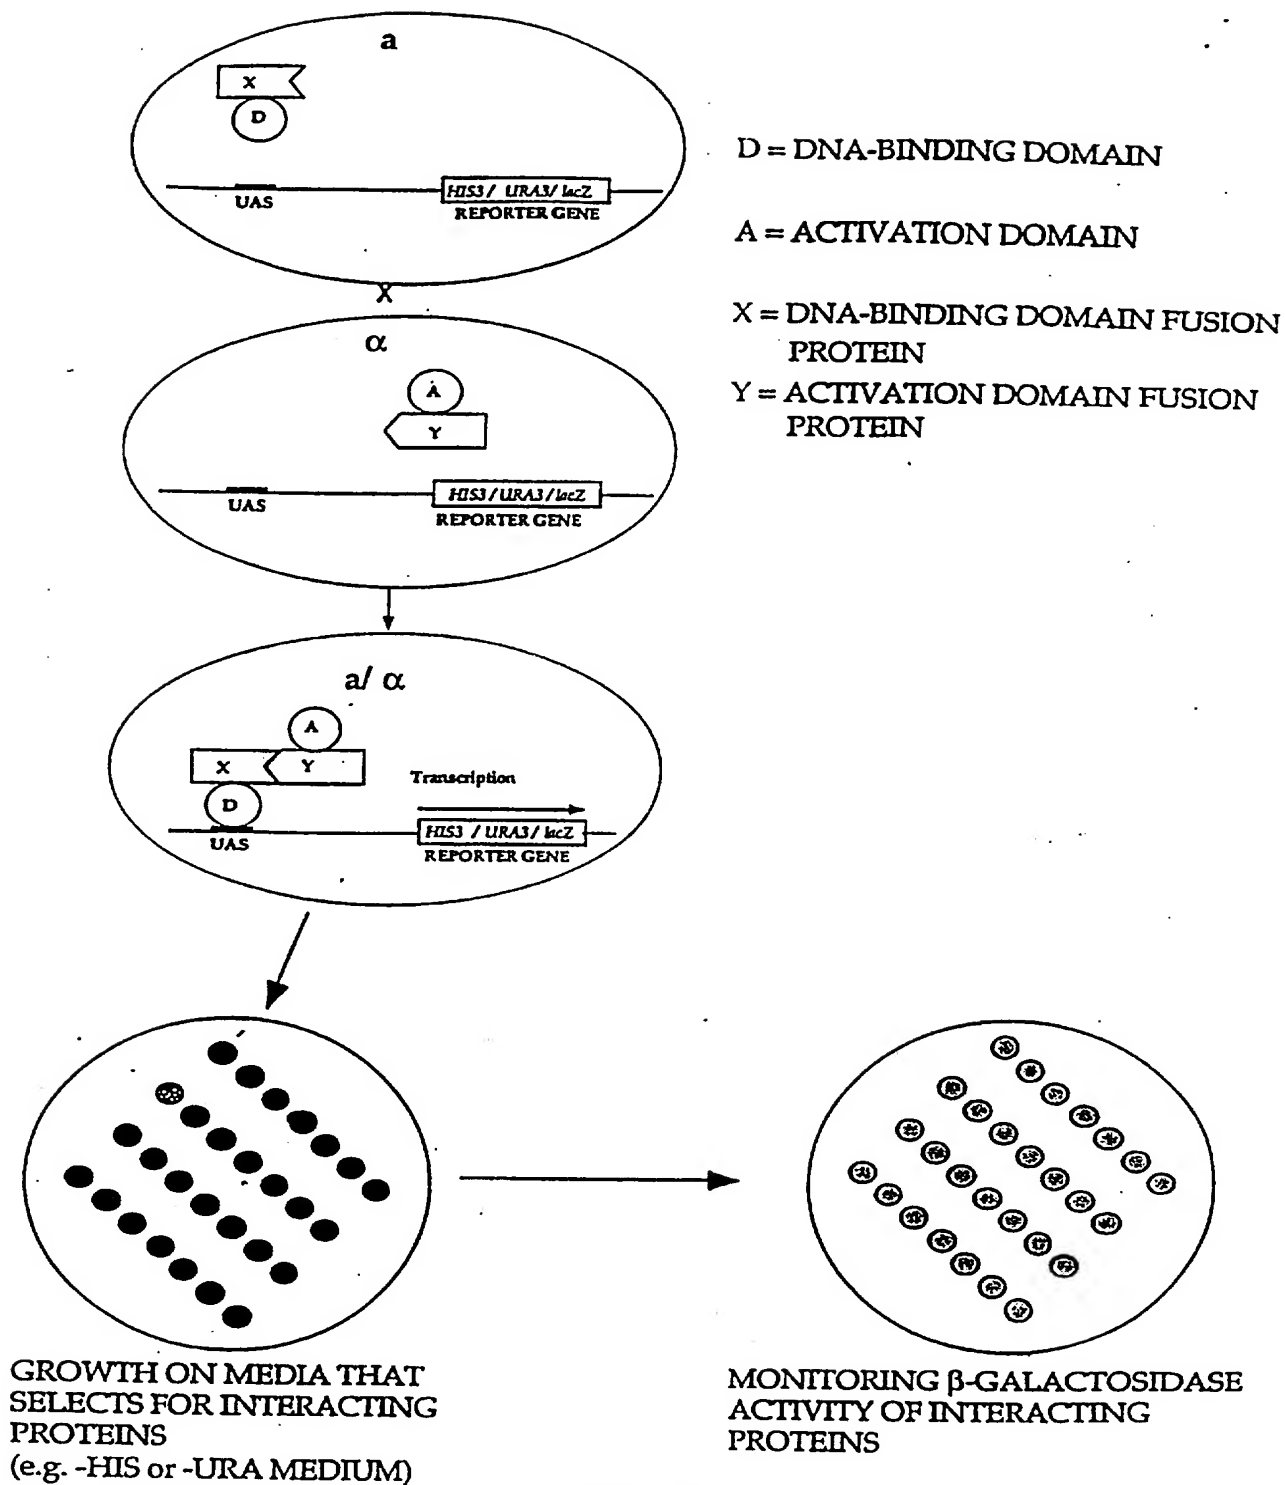 a
X
D
UAS
HIS3 / URA3/ lacZ
REPORTER GENE
D = DNA-BINDING DOMAIN
A = ACTIVATION DOMAIN
X = DNA-BINDING DOMAIN FUSION
PROTEIN
Y = ACTIVATION DOMAIN FUSION
PROTEIN
X
α
A
Y
UAS
HIS3/URA3/lacZ
REPORTER GENE
a/ α
A
X
Y
Transcription
D
UAS
HIS3 / URA3/ lacZ
REPORTER GENE
GROWTH ON MEDIA THAT
SELECTS FOR INTERACTING
PROTEINS
(e.g. -HIS or -URA MEDIUM)
MONITORING β-GALACTOSIDASE
ACTIVITY OF INTERACTING
PROTEINS